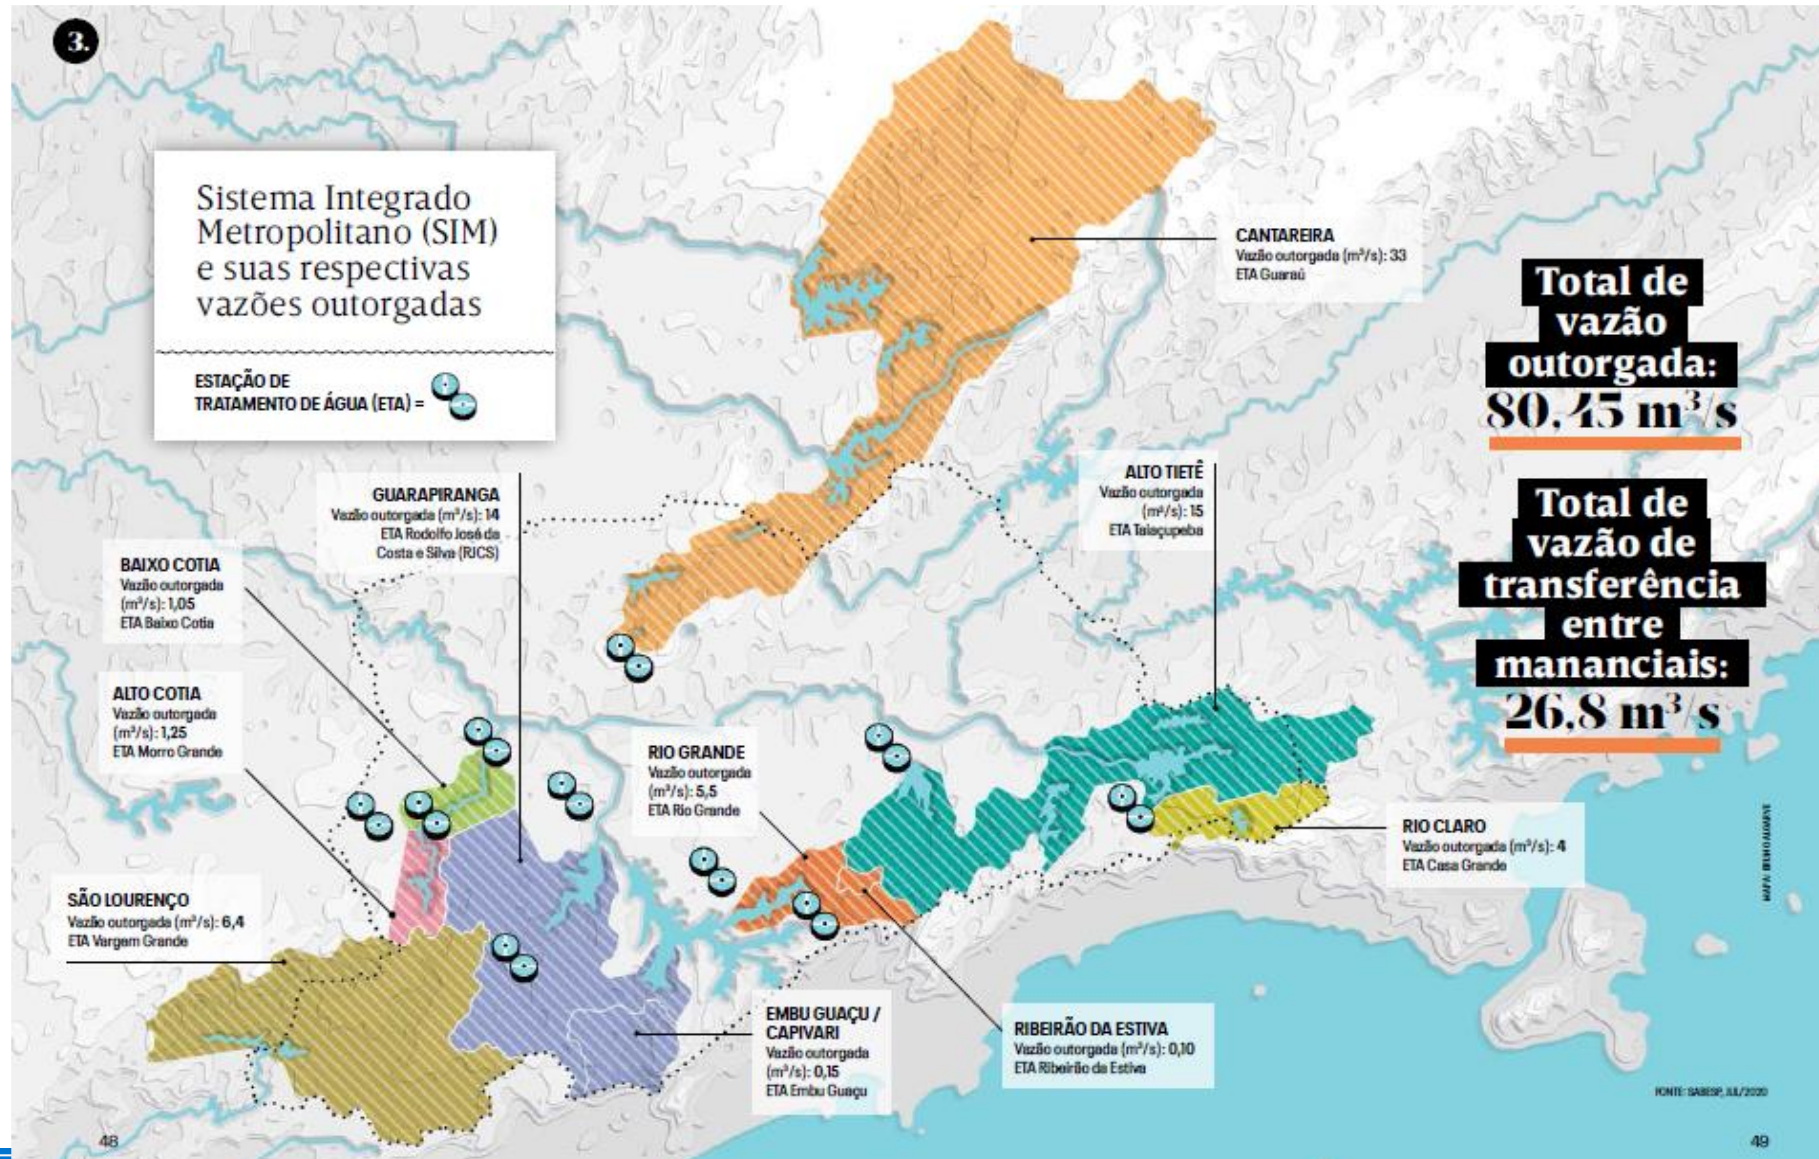 3.
Sistema Integrado
Metropolitano (SIM)
e suas respectivas
vazões outorgadas
ESTAÇÃO DE
TRATAMENTO DE ÁGUA (ETA) =
CANTAREIRA
Vazão outorgada (m³/s): 33
ETA Guaraú
Total de
vazão
outorgada:
80,45 m³/s
Total de
vazão de
transferência
entre
mananciais:
26,8 m³/s
GUARAPIRANGA
Vazão outorgada (m³/s): 14
ETA Rodolfo José da
Costa e Silva (RJCS)
ALTO TIETÊ
Vazão outorgada
(m³/s): 15
ETA Taiaçupeba
BAIXO COTIA
Vazão outorgada
(m³/s): 1,05
ETA Baixo Cotia
ALTO COTIA
Vazão outorgada
(m³/s): 1,25
ETA Morro Grande
RIO GRANDE
Vazão outorgada
(m³/s): 5,5
ETA Rio Grande
RIO CLARO
Vazão outorgada (m³/s): 4
ETA Casa Grande
SÃO LOURENÇO
Vazão outorgada (m³/s): 6,4
ETA Vargem Grande
EMBU GUAÇU /
CAPIVARI
Vazão outorgada
(m³/s): 0,15
ETA Embu Guaçu
RIBEIRÃO DA ESTIVA
Vazão outorgada (m³/s): 0,10
ETA Ribeirão da Estiva
FONTE: SABESP, JUL/2020
48
49